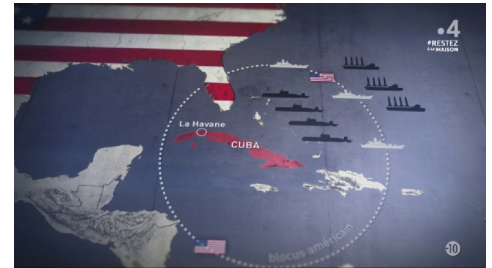 •4
#RESTEZ
À LA MAISON
La Havane
CUBA
blocus américain
-10